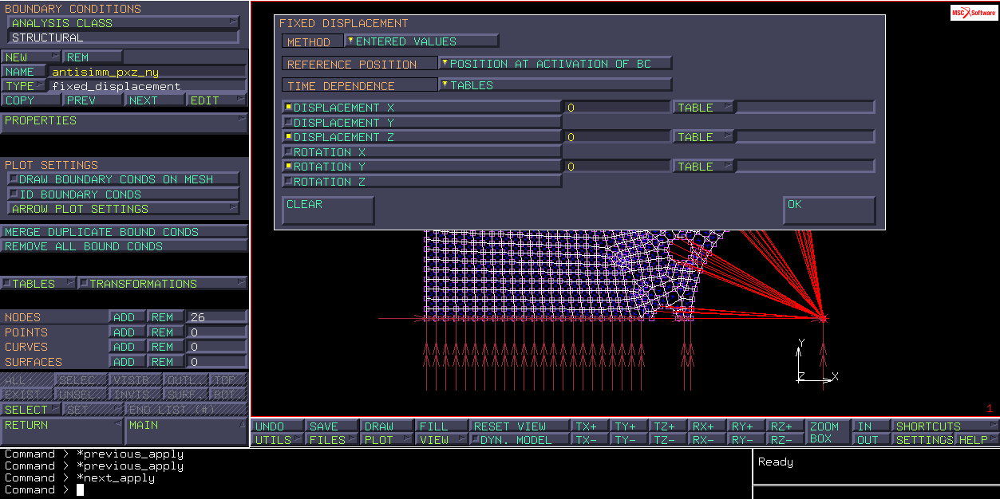 BOUNDARY CONDITIONS
ANALYSIS CLASS
STRUCTURAL
NEW REM
NAME antisimm_pxz_ny
TYPE fixed_displacement
COPY PREV NEXT EDIT
PROPERTIES
PLOT SETTINGS
DRAW BOUNDARY CONDS ON MESH
ID BOUNDARY CONDS
ARROW PLOT SETTINGS
MERGE DUPLICATE BOUND CONDS
REMOVE ALL BOUND CONDS
TABLES TRANSFORMATIONS
NODES ADD REM 26
POINTS ADD REM 0
CURVES ADD REM 0
SURFACES ADD REM 0
ALL: SELEC. VISIB. OUTL. TOP
EXIST. UNSEL. INVIS. SURF. BOT.
SELECT SET END LIST (#)
RETURN MAIN
FIXED DISPLACEMENT
METHOD ENTERED VALUES
REFERENCE POSITION POSITION AT ACTIVATION OF BC
TIME DEPENDENCE TABLES
DISPLACEMENT X 0 TABLE
DISPLACEMENT Y
DISPLACEMENT Z 0 TABLE
ROTATION X
ROTATION Y 0 TABLE
ROTATION Z
CLEAR OK
MSC Software
Y
Z X
1
UNDO SAVE DRAW FILL RESET VIEW TX+ TY+ TZ+ RX+ RY+ RZ+ ZOOM BOX IN SHORTCUTS
UTILS FILES PLOT VIEW DYN. MODEL TX- TY- TZ- RX- RY- RZ- OUT SETTINGS HELP
Command > *previous_apply
Command > *previous_apply
Command > *next_apply
Command >
Ready